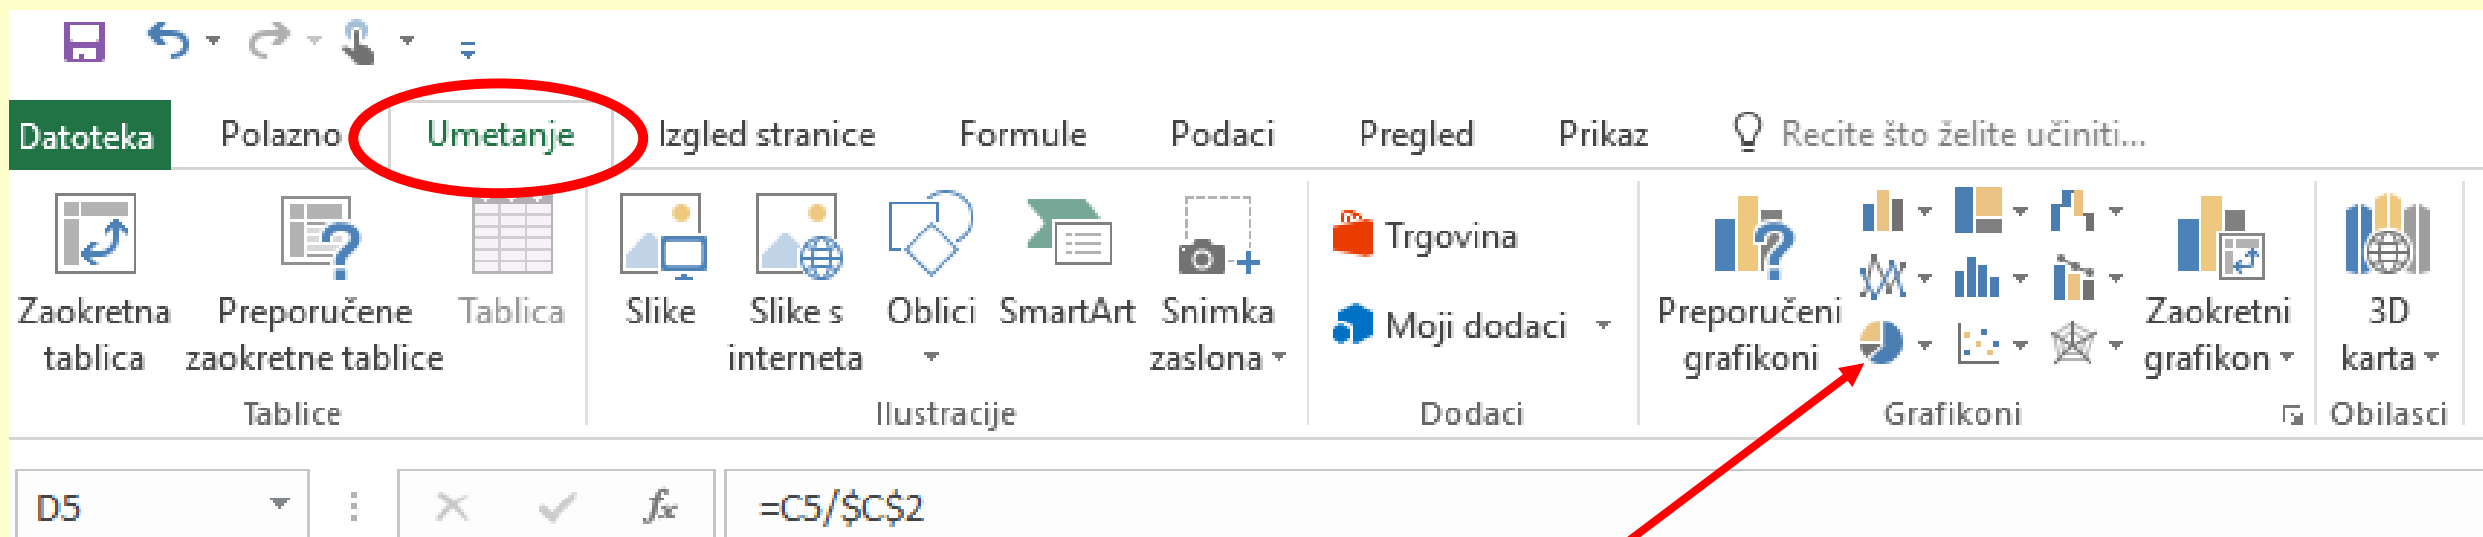 Datoteka Polazno Umetanje Izgled stranice Formule Podaci Pregled Prikaz Recite što želite učiniti...
Zaokretna tablica
Preporučene zaokretne tablice
Tablica
Slike
Slike s interneta
Oblici
SmartArt
Snimka zaslona
Trgovina
Moji dodaci
Preporučeni grafikoni
Zaokretni grafikon
3D karta
Tablice Ilustracije Dodaci Grafikoni Obilasci
D5 fx =C5/$C$2